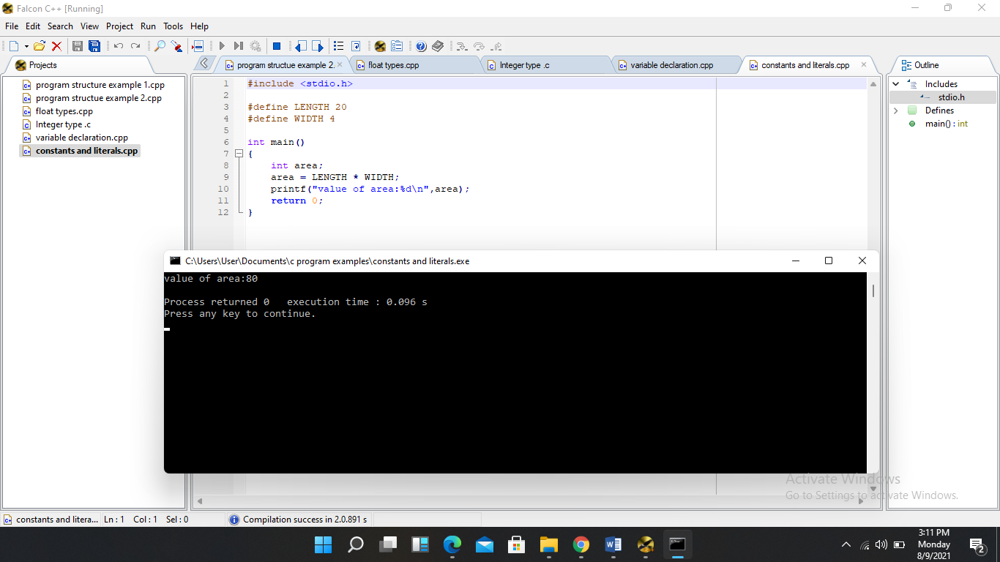 Falcon C++ [Running]
File Edit Search View Project Run Tools Help
Projects
program structue example 2.
float types.cpp
Integer type .c
variable declaration.cpp
constants and literals.cpp
Outline
program structure example 1.cpp
program structue example 2.cpp
float types.cpp
Integer type .c
variable declaration.cpp
constants and literals.cpp
1 #include <stdio.h>
2
3 #define LENGTH 20
4 #define WIDTH 4
5
6 int main()
7 {
8 int area;
9 area = LENGTH * WIDTH;
10 printf("value of area:%d\n",area);
11 return 0;
12 }
Includes
stdio.h
Defines
main() : int
C:\Users\User\Documents\c program examples\constants and literals.exe
value of area:80
Process returned 0 execution time : 0.096 s
Press any key to continue.
Activate Windows
Go to Settings to activate Windows.
constants and litera... Ln : 1 Col : 1 Sel : 0 Compilation success in 2.0.891 s
3:11 PM
Monday
8/9/2021
2